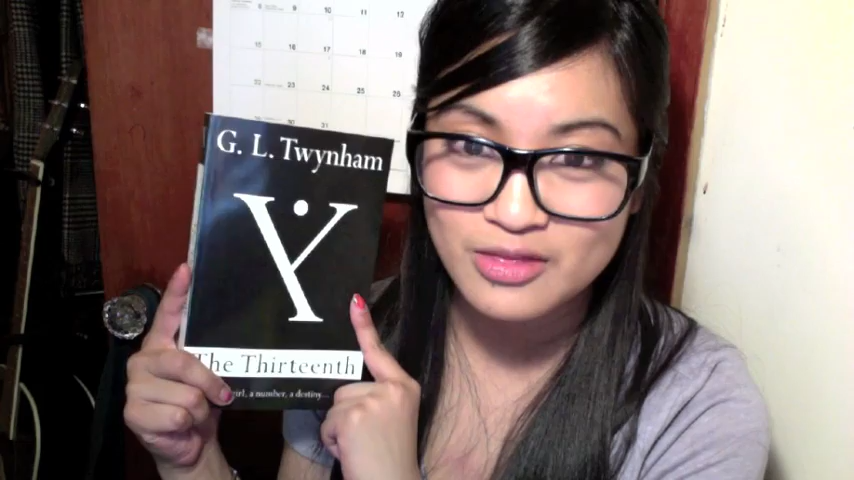 9 10 11 12
15 16 17 18 19
23 24 25 26
30 31
G. L. Twynham
Ẏ
The Thirteenth
girl, a number, a destiny...